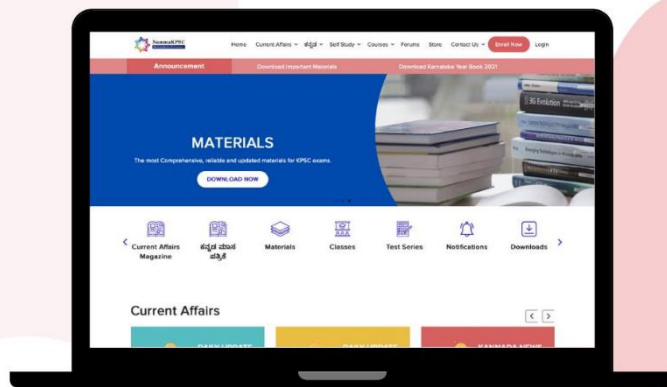 NammaKPSC
Home Current Affairs ಕನ್ನಡ Self Study Courses Forums Store Contact Us Enroll Now Login
Announcement Download Important Materials Download Karnataka Year Book 2021
MATERIALS
The most Comprehensive, reliable and updated materials for KPSC exams.
DOWNLOAD NOW
3G Evolution
Current Affairs Magazine
ಕನ್ನಡ ಮಾಸ ಪತ್ರಿಕೆ
Materials
Classes
Test Series
Notifications
Downloads
Current Affairs
DAILY UPDATE
DAILY UPDATE
KANNADA NEWS